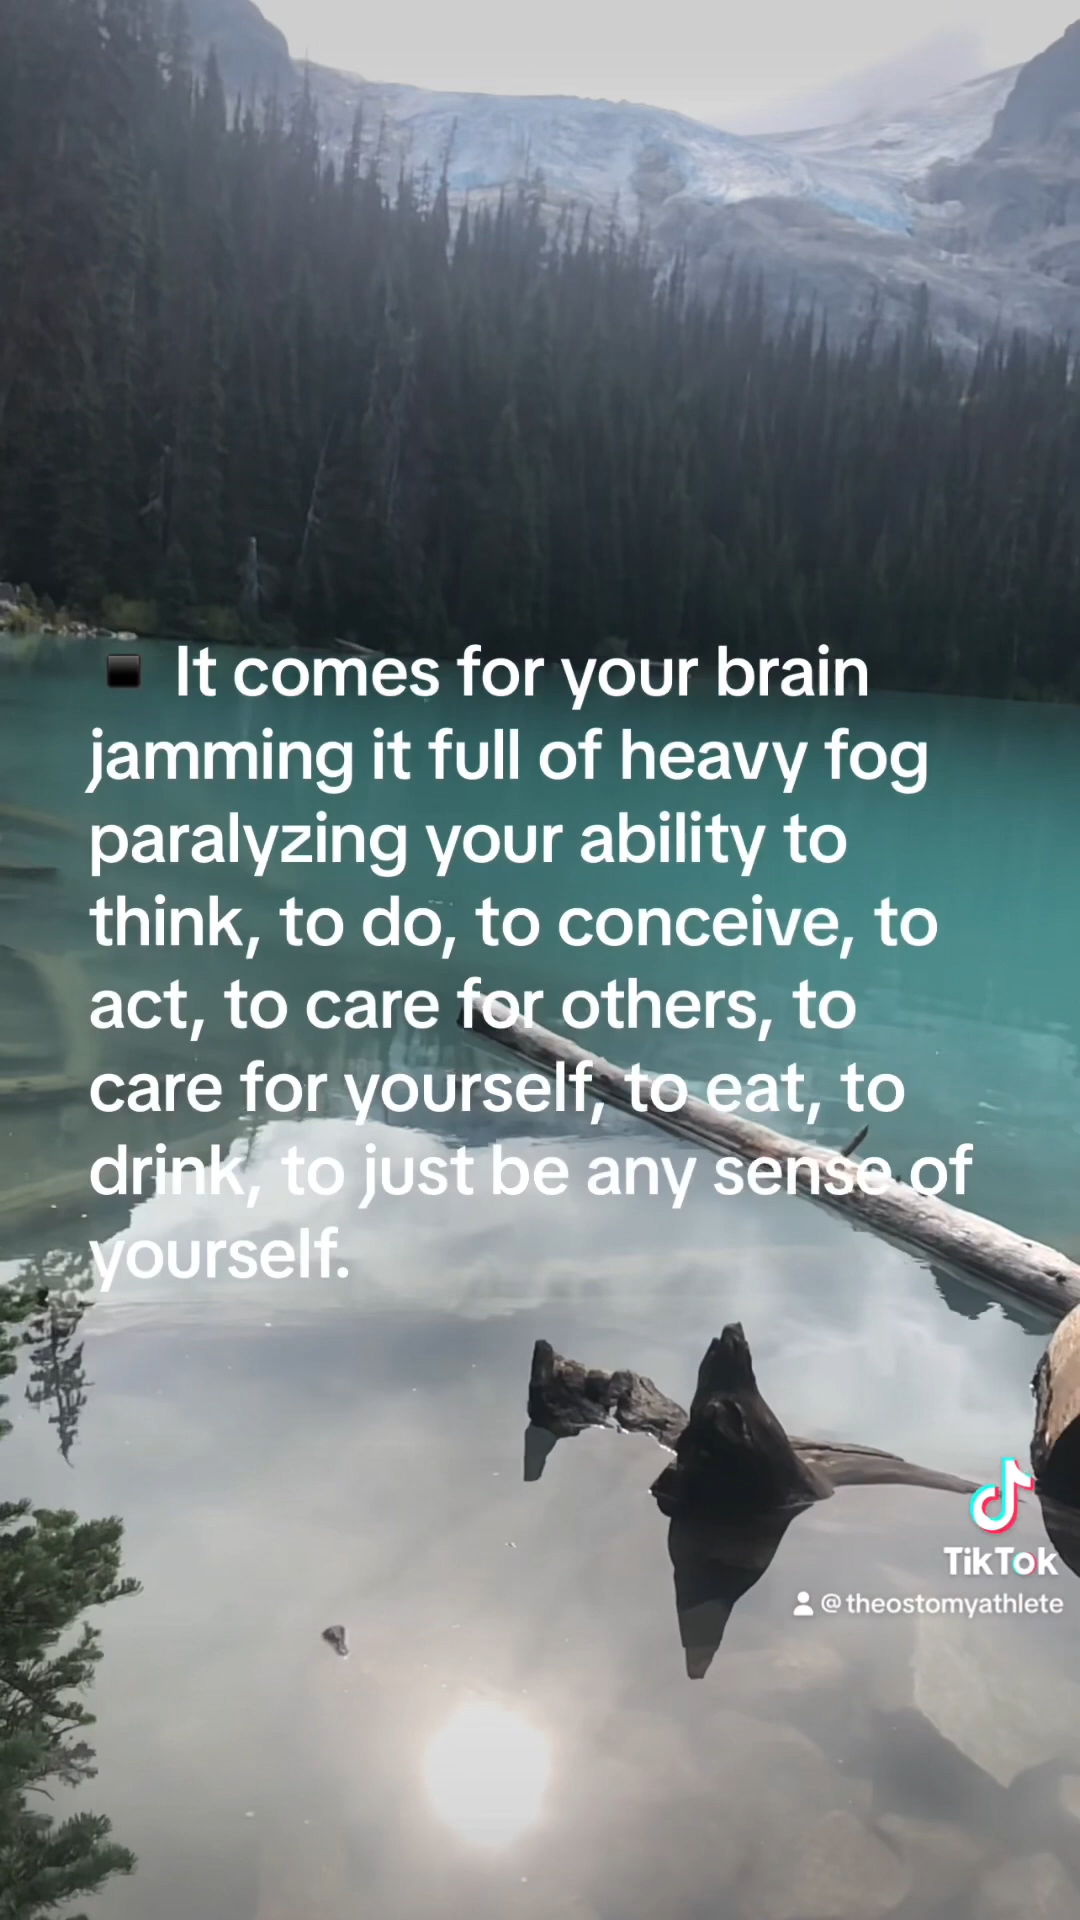 ▪️ It comes for your brain
jamming it full of heavy fog
paralyzing your ability to
think, to do, to conceive, to
act, to care for others, to
care for yourself, to eat, to
drink, to just be any sense of
yourself.
TikTok
@theostomyathlete